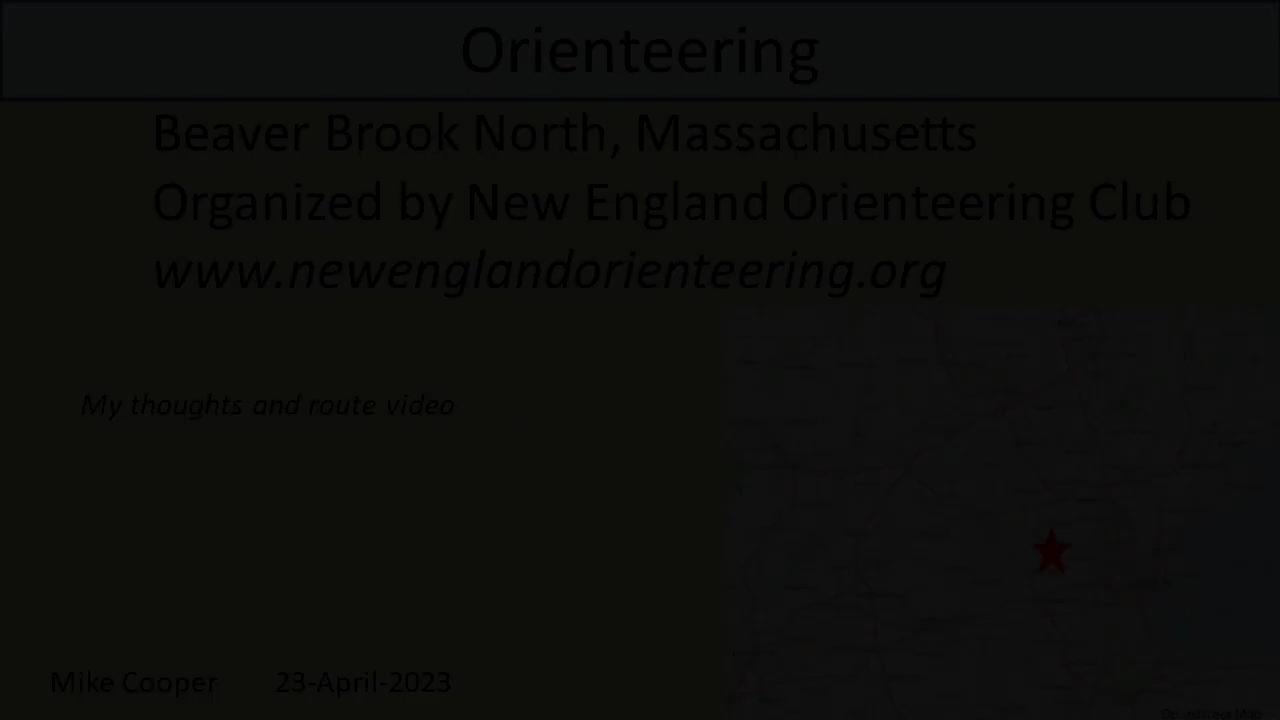 Orienteering
Beaver Brook North, Massachusetts
Organized by New England Orienteering Club
www.newenglandorienteering.org
My thoughts and route video
Mike Cooper 23-April-2023